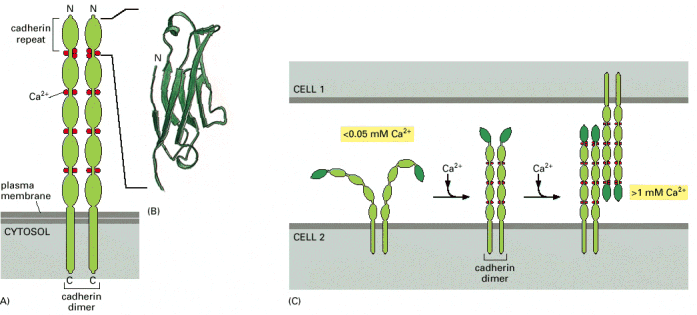 N N
cadherin
repeat
Ca2+
plasma
membrane
CYTOSOL
C C
cadherin
dimer
A)
N
(B)
CELL 1
<0.05 mM Ca2+
Ca2+
Ca2+
>1 mM Ca2+
CELL 2
cadherin
dimer
(C)